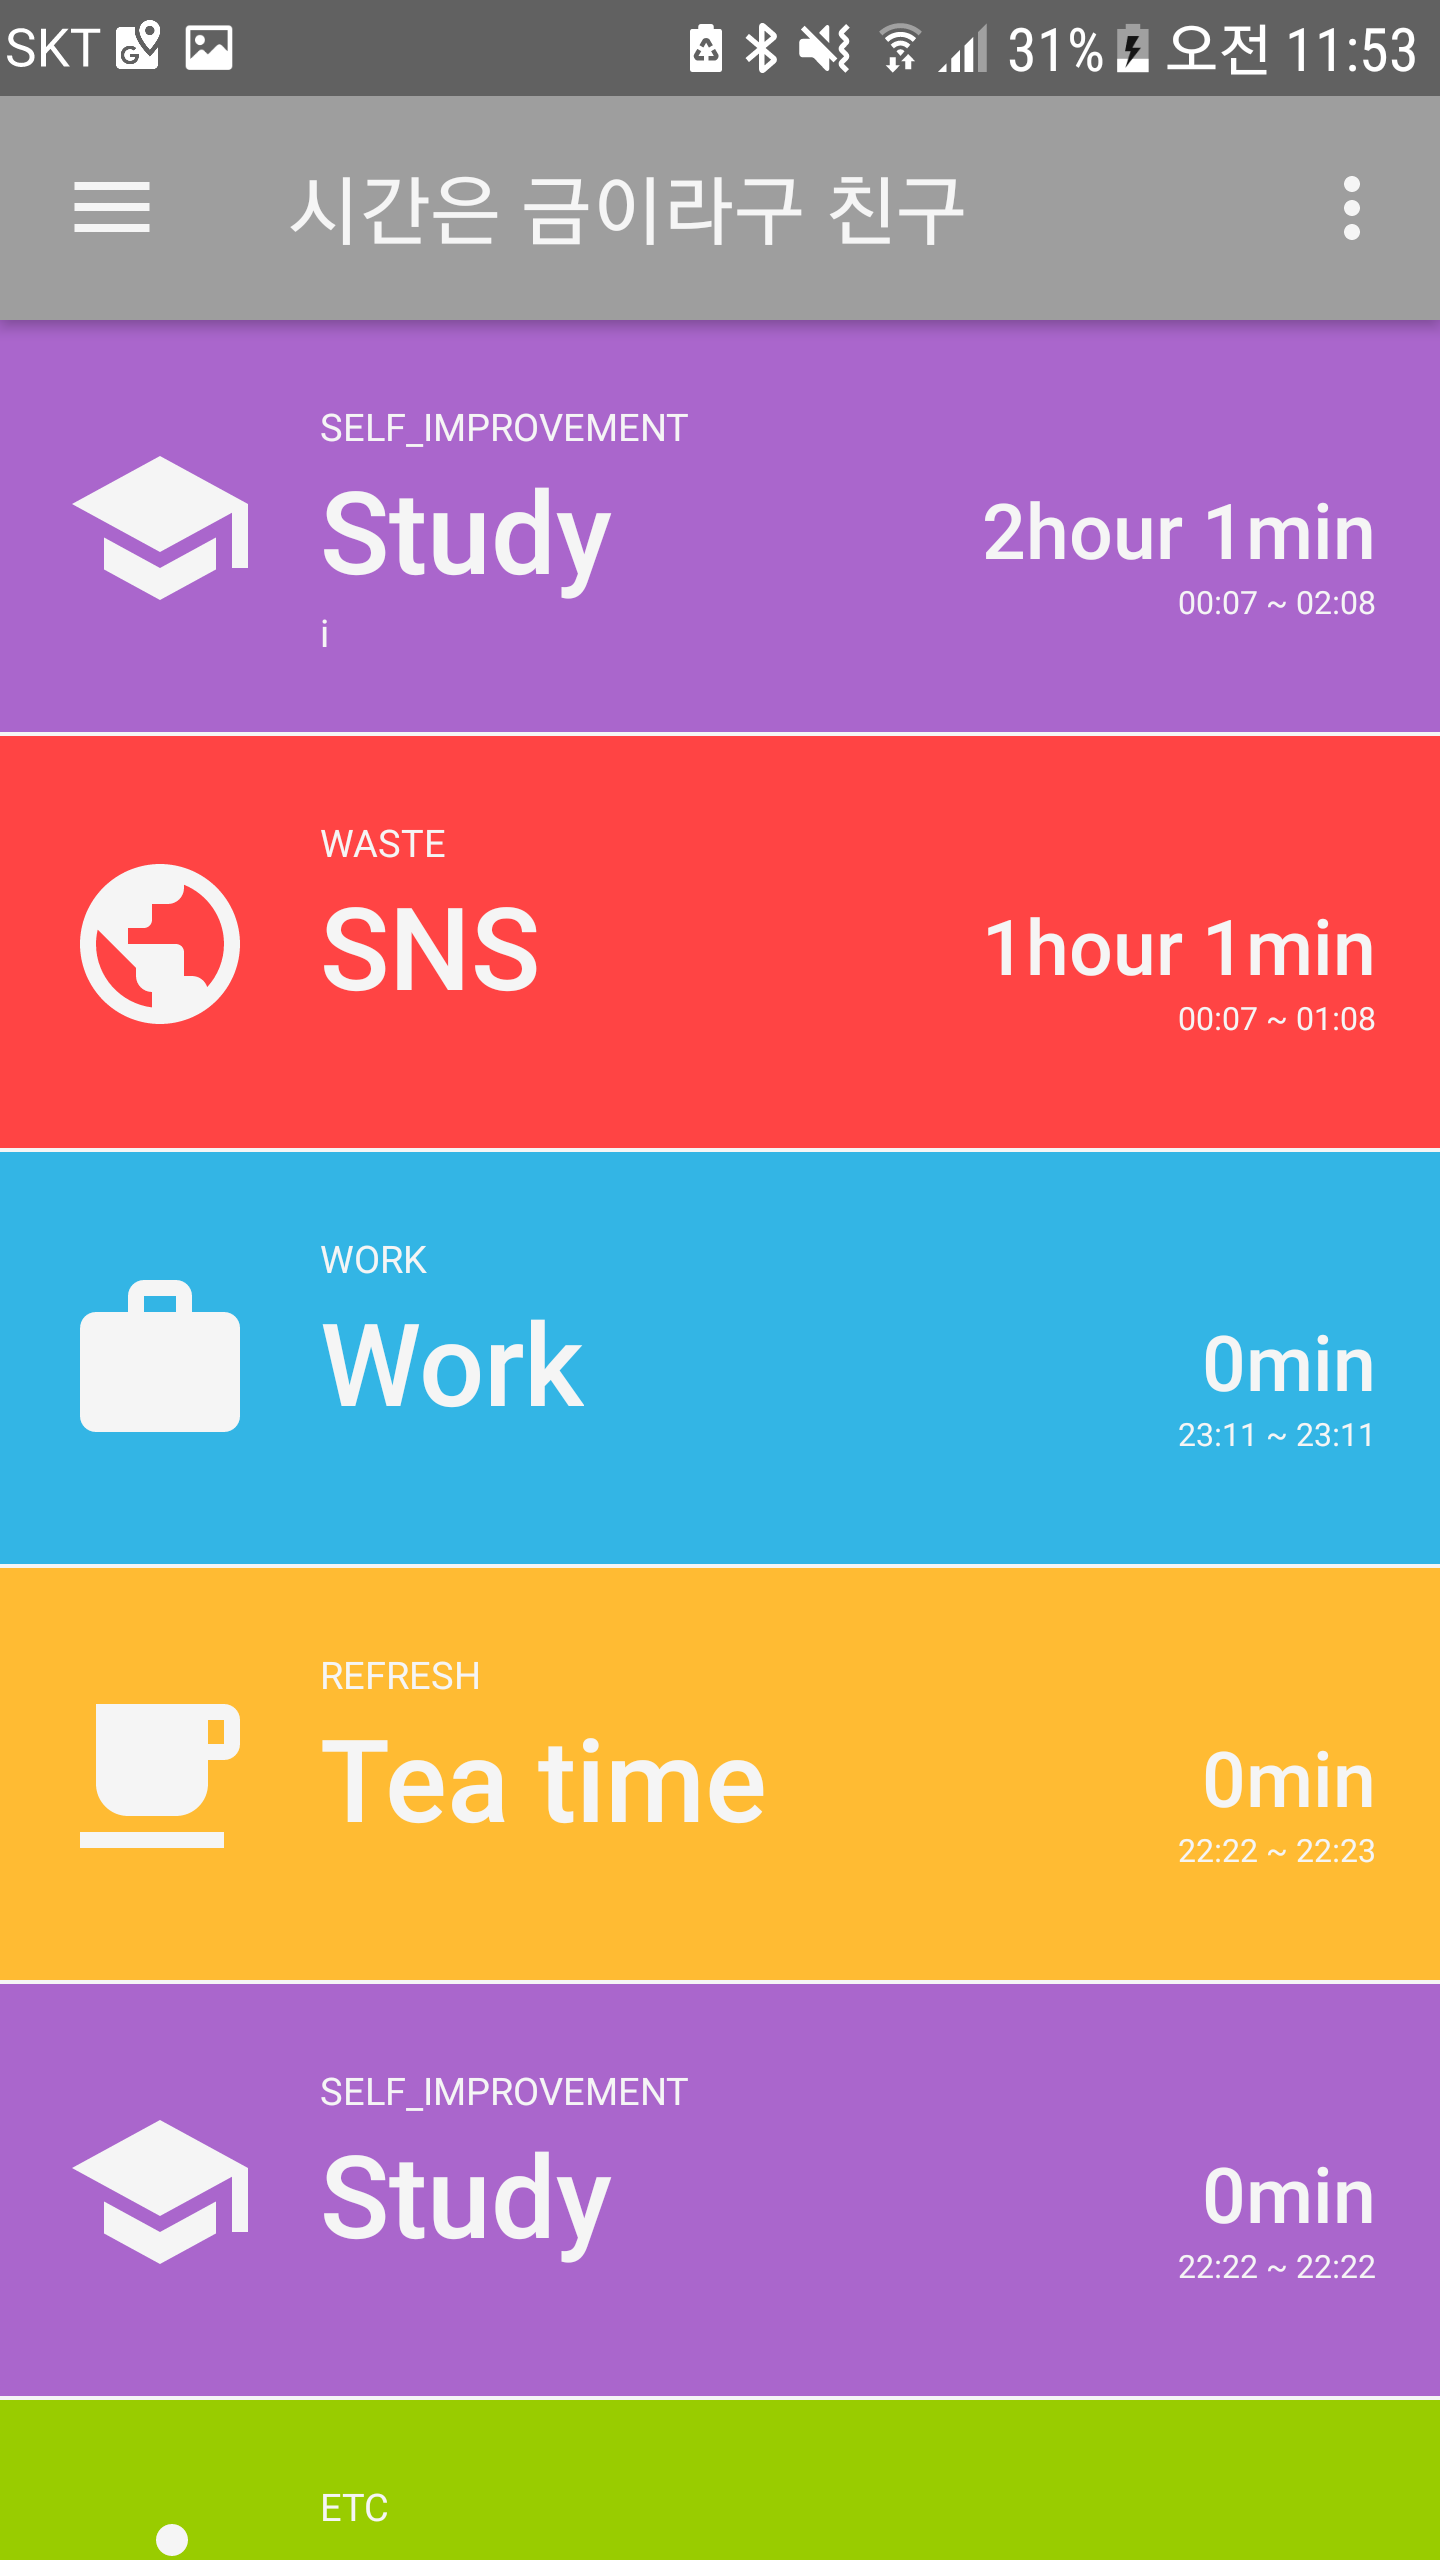 SKT 31% 오전 11:53
시간은 금이라구 친구
SELF_IMPROVEMENT
Study
2hour 1min
00:07 ~ 02:08
i
WASTE
SNS
1hour 1min
00:07 ~ 01:08
WORK
Work
0min
23:11 ~ 23:11
REFRESH
Tea time
0min
22:22 ~ 22:23
SELF_IMPROVEMENT
Study
0min
22:22 ~ 22:22
ETC